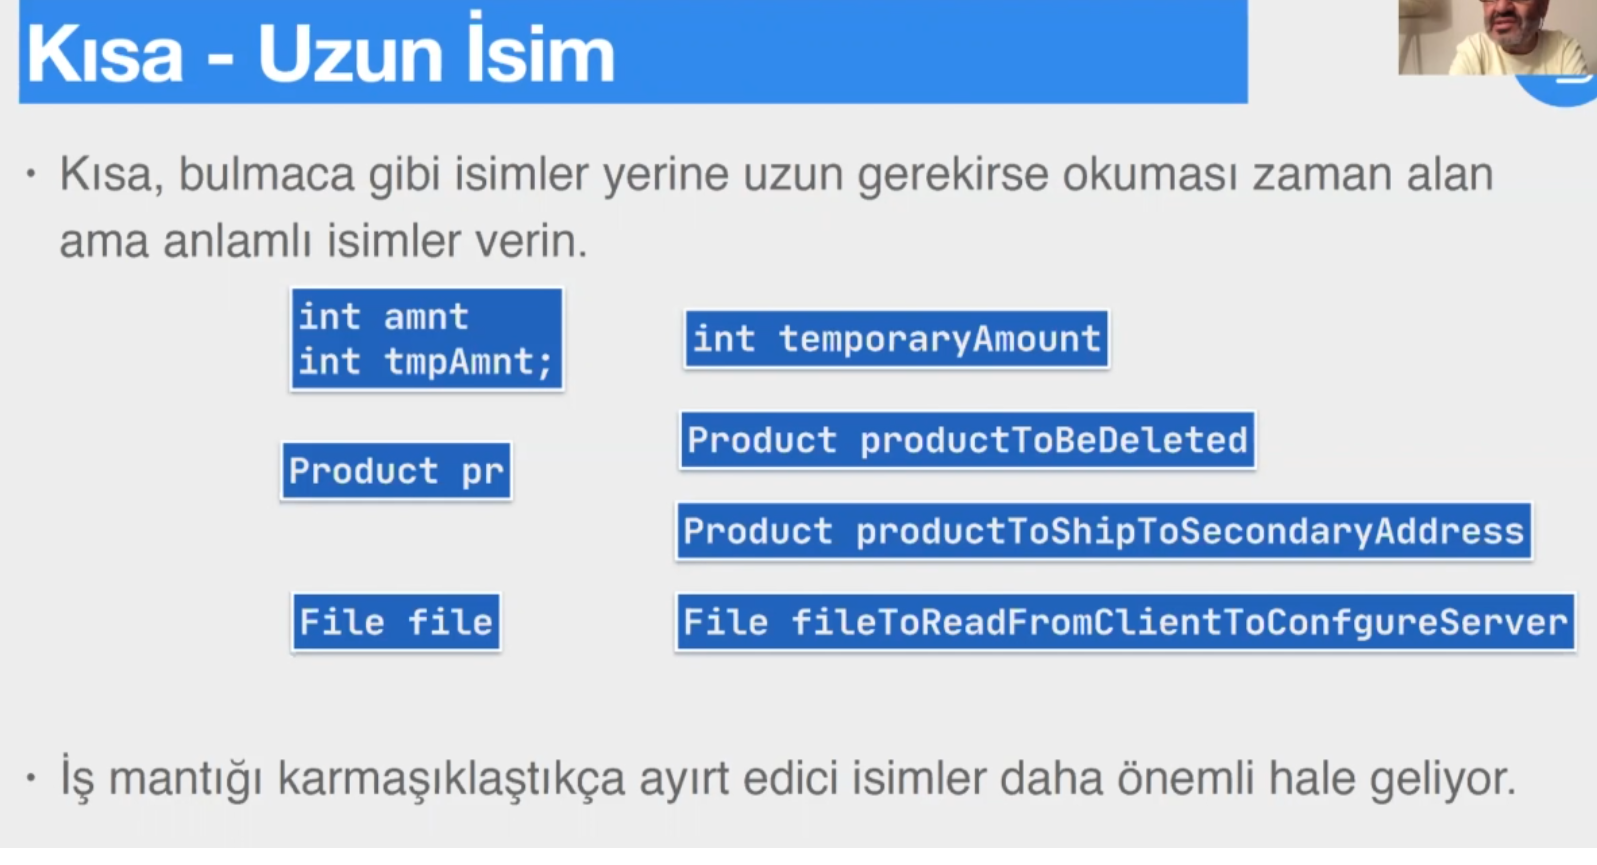 Kısa - Uzun İsim
• Kısa, bulmaca gibi isimler yerine uzun gerekirse okuması zaman alan
ama anlamlı isimler verin.
int amnt
int tmpAmnt;
int temporaryAmount
Product pr
Product productToBeDeleted
Product productToShipToSecondaryAddress
File file
File fileToReadFromClientToConfgureServer
• İş mantığı karmaşıklaştıkça ayırt edici isimler daha önemli hale geliyor.